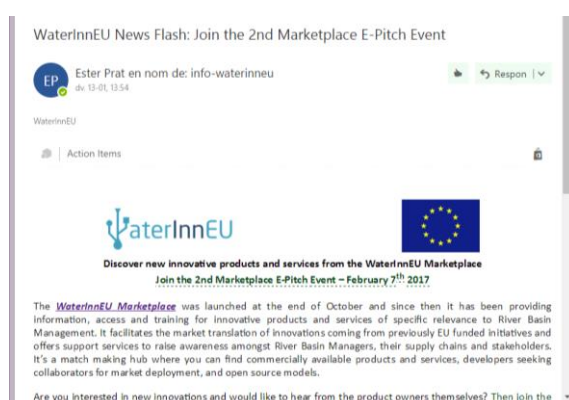 WaterInnEU News Flash: Join the 2nd Marketplace E-Pitch Event
EP
Ester Prat en nom de: info-waterinneu
dv. 13-01, 13:54
Respon
WaterInnEU
Action Items
WaterInnEU
Discover new innovative products and services from the WaterInnEU Marketplace
Join the 2nd Marketplace E-Pitch Event – February 7th 2017
The WaterInnEU Marketplace was launched at the end of October and since then it has been providing
information, access and training for innovative products and services of specific relevance to River Basin
Management. It facilitates the market translation of innovations coming from previously EU funded initiatives and
offers support services to raise awareness amongst River Basin Managers, their supply chains and stakeholders.
It's a match making hub where you can find commercially available products and services, developers seeking
collaborators for market deployment, and open source models.
Are you interested in new innovations and would like to hear from the product owners themselves? Then join the